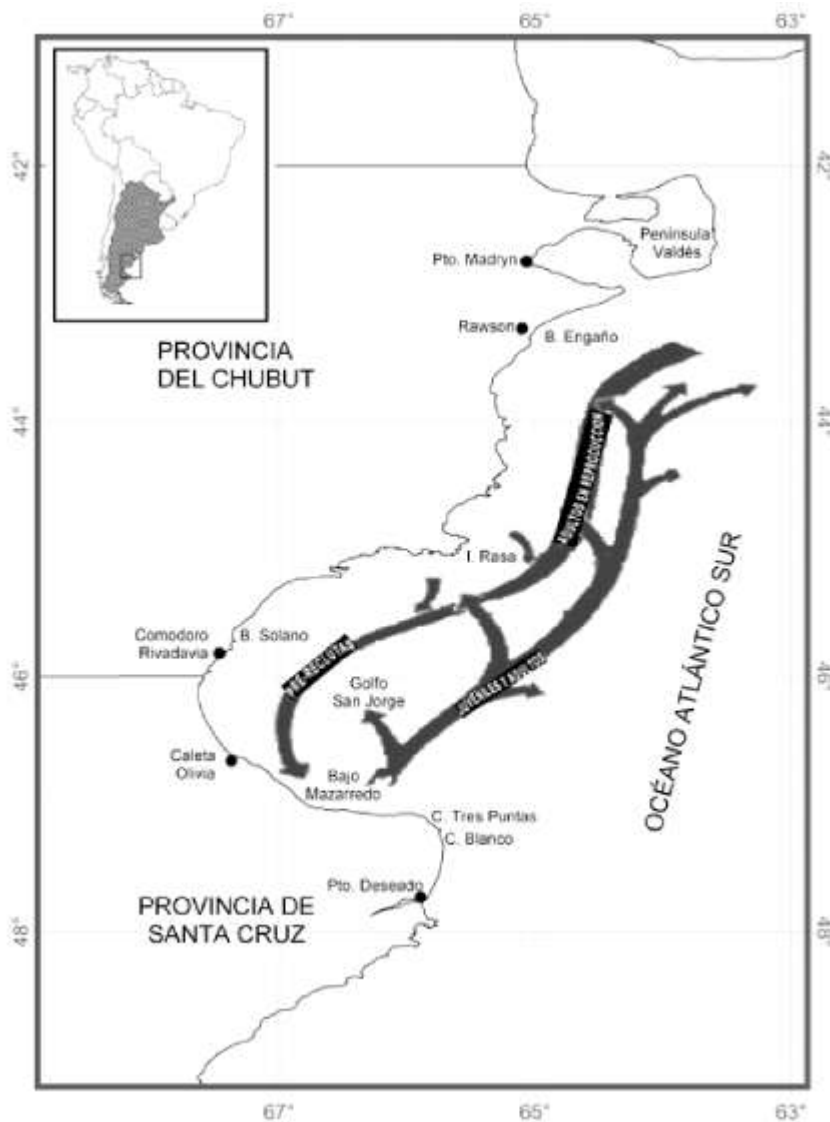 67°
65°
63°
42°
42°
Península
Valdés
Pto. Madryn
Rawson
B. Engaño
PROVINCIA
DEL CHUBUT
44°
44°
ADULTOS EN REPRODUCCION
I. Rasa
OCÉANO ATLÁNTICO SUR
Comodoro
Rivadavia
B. Solano
PRE-RECLUTAS
46°
46°
Golfo
San Jorge
JUVENILES Y ADULTOS
Caleta
Olivia
Bajo
Mazarredo
C. Tres Puntas
C. Blanco
Pto. Deseado
PROVINCIA DE
SANTA CRUZ
48°
48°
67°
65°
63°